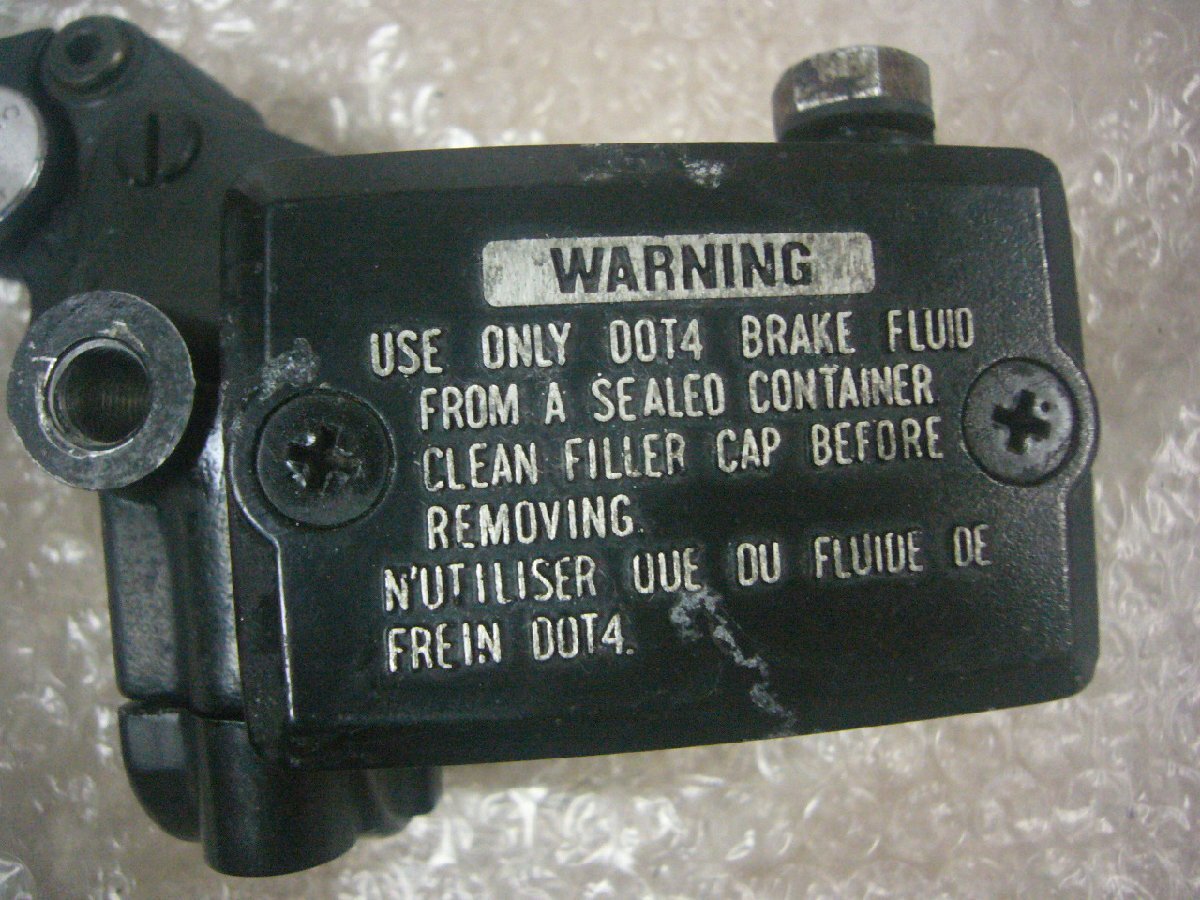 WARNING
USE ONLY DOT4 BRAKE FLUID
FROM A SEALED CONTAINER
CLEAN FILLER CAP BEFORE
REMOVING.
N'UTILISER QUE DU FLUIDE DE
FREIN DOT4.